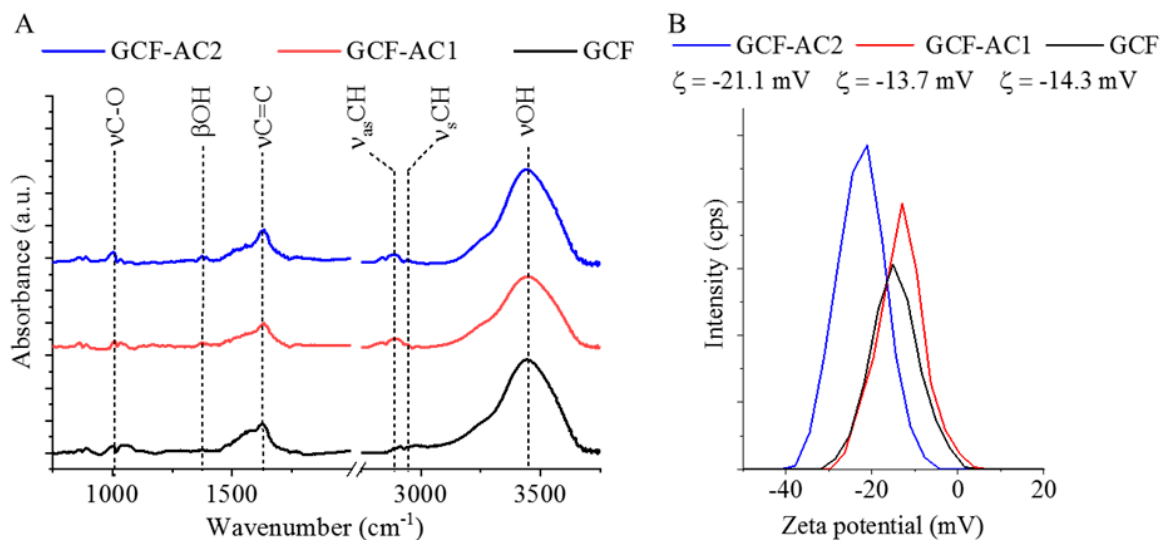 A
GCF-AC2 GCF-AC1 GCF
νC-O
βOH
νC=C
νasCH
νsCH
νOH
Absorbance (a.u.)
1000 1500 3000 3500
Wavenumber (cm-1)
B
GCF-AC2 GCF-AC1 GCF
ζ = -21.1 mV ζ = -13.7 mV ζ = -14.3 mV
Intensity (cps)
-40 -20 0 20
Zeta potential (mV)